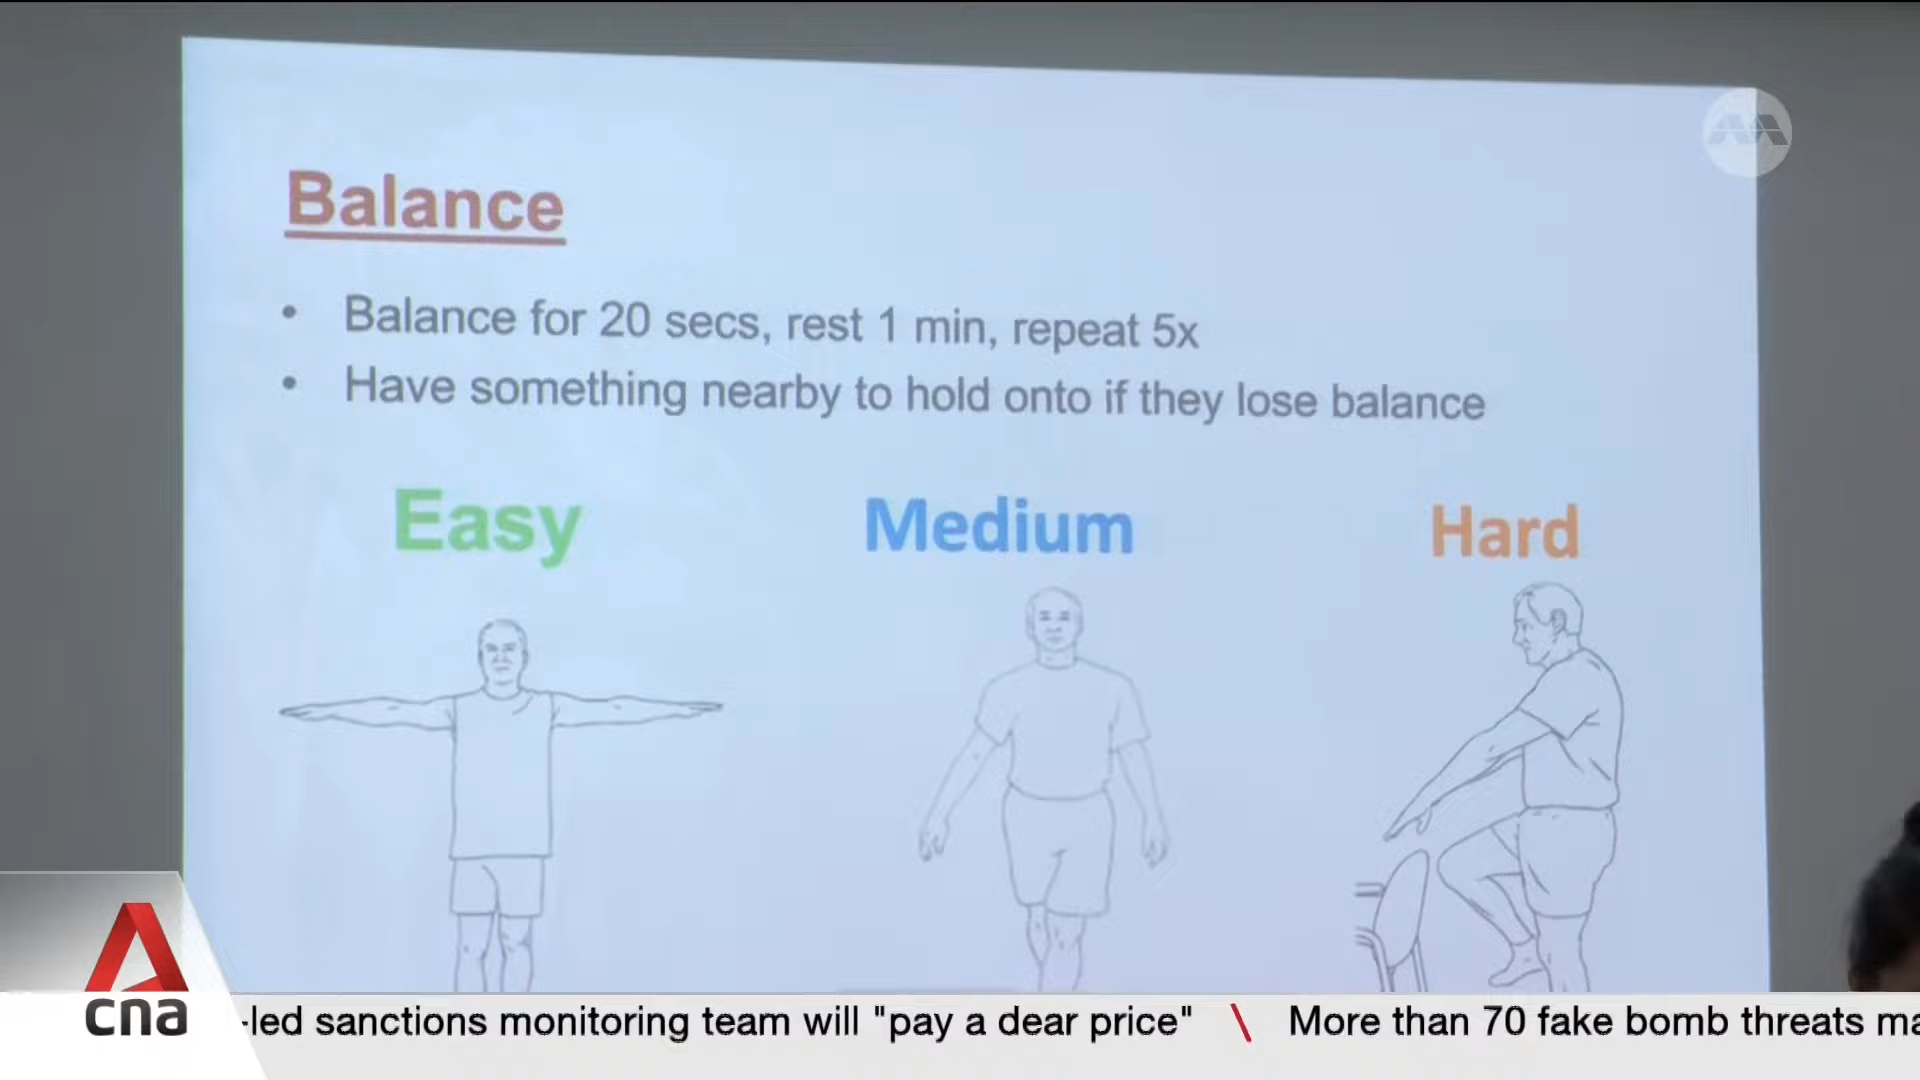 Balance
• Balance for 20 secs, rest 1 min, repeat 5x
• Have something nearby to hold onto if they lose balance
Easy
Medium
Hard
cna
-led sanctions monitoring team will "pay a dear price" \ More than 70 fake bomb threats ma